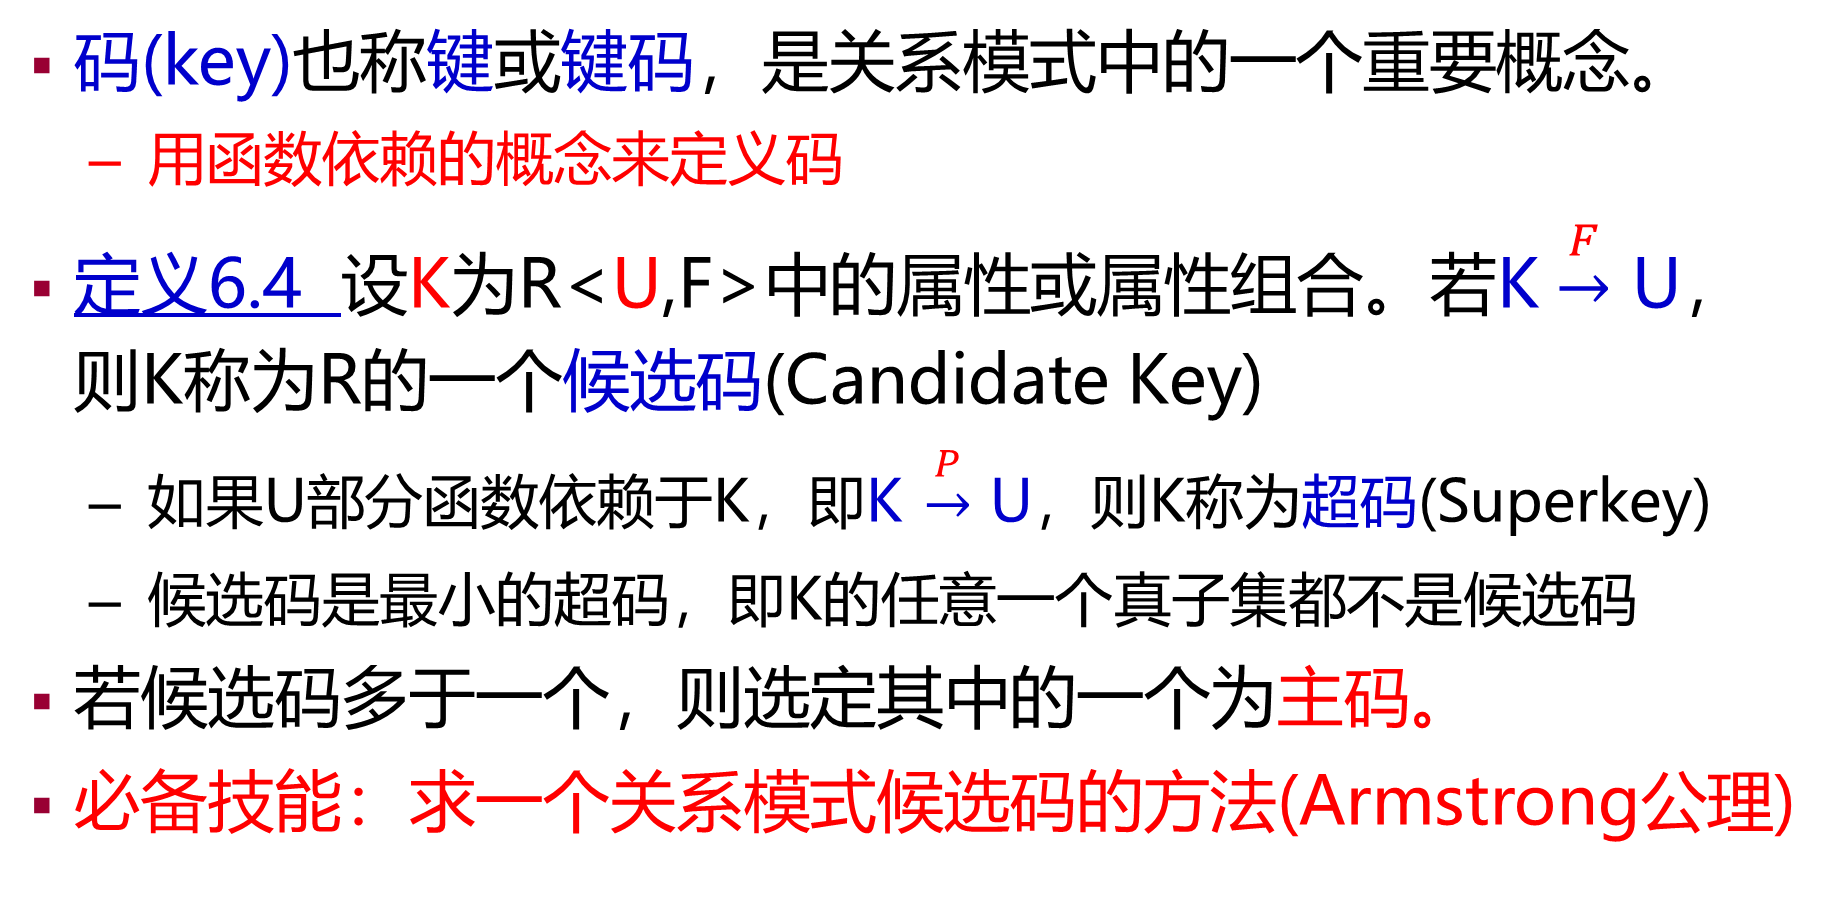 ▪ 码(key)也称键或键码，是关系模式中的一个重要概念。
– 用函数依赖的概念来定义码
▪ 定义6.4 设K为R<U,F>中的属性或属性组合。若K \xrightarrow{F} U，
则K称为R的一个候选码(Candidate Key)
– 如果U部分函数依赖于K，即K \xrightarrow{P} U，则K称为超码(Superkey)
– 候选码是最小的超码，即K的任意一个真子集都不是候选码
▪ 若候选码多于一个，则选定其中的一个为主码。
▪ 必备技能：求一个关系模式候选码的方法(Armstrong公理)